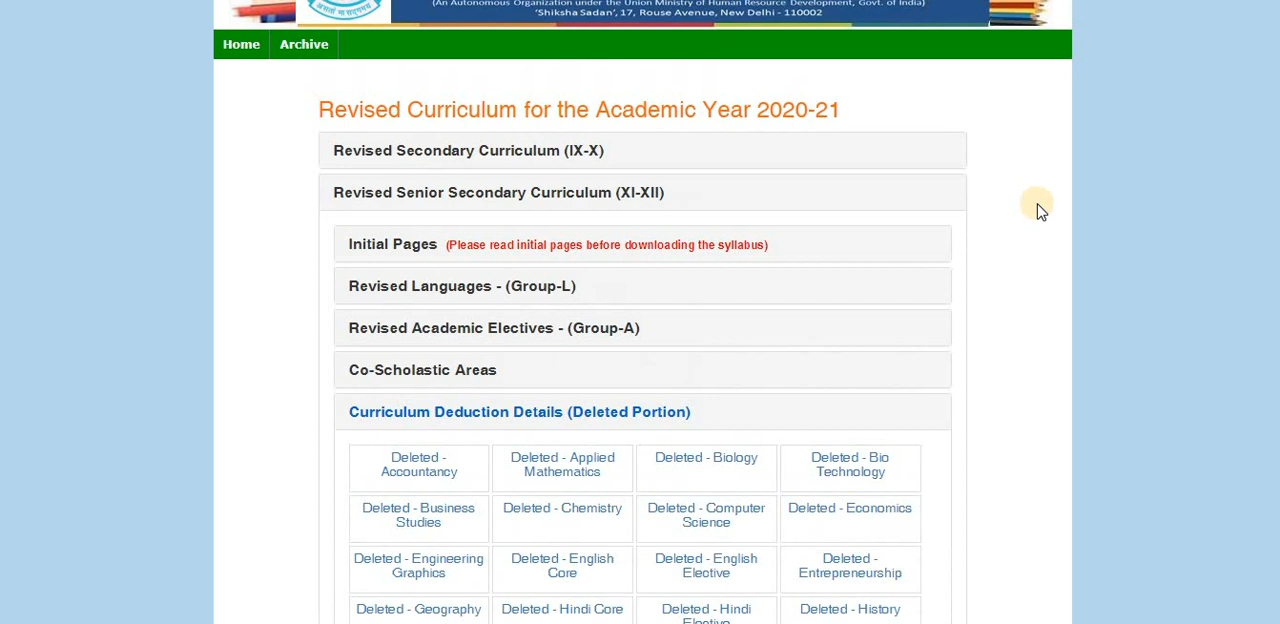 (An Autonomous Organization under the Union Ministry of Human Resource Development, Govt. of India)
'Shiksha Sadan', 17, Rouse Avenue, New Delhi - 110002
असतो मा सद्गमय
Home Archive
Revised Curriculum for the Academic Year 2020-21
Revised Secondary Curriculum (IX-X)
Revised Senior Secondary Curriculum (XI-XII)
Initial Pages (Please read initial pages before downloading the syllabus)
Revised Languages - (Group-L)
Revised Academic Electives - (Group-A)
Co-Scholastic Areas
Curriculum Deduction Details (Deleted Portion)
Deleted - Accountancy
Deleted - Applied Mathematics
Deleted - Biology
Deleted - Bio Technology
Deleted - Business Studies
Deleted - Chemistry
Deleted - Computer Science
Deleted - Economics
Deleted - Engineering Graphics
Deleted - English Core
Deleted - English Elective
Deleted - Entrepreneurship
Deleted - Geography
Deleted - Hindi Core
Deleted - Hindi Elective
Deleted - History